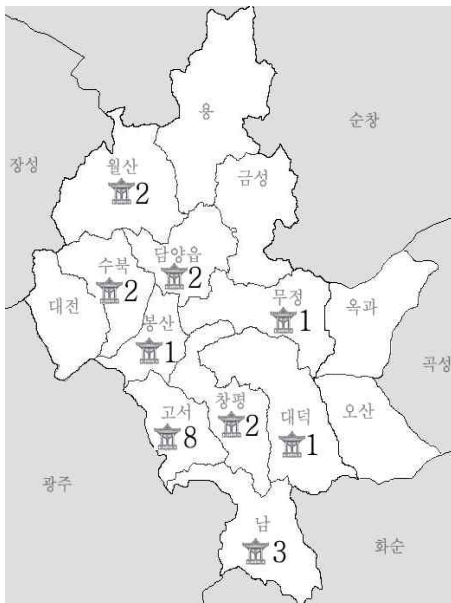 용
순창
장성
월산
2
금성
담양읍
2
수북
2
대전
무정
1
옥과
봉산
1
곡성
고서
8
창평
2
대덕
1
오산
광주
남
3
화순